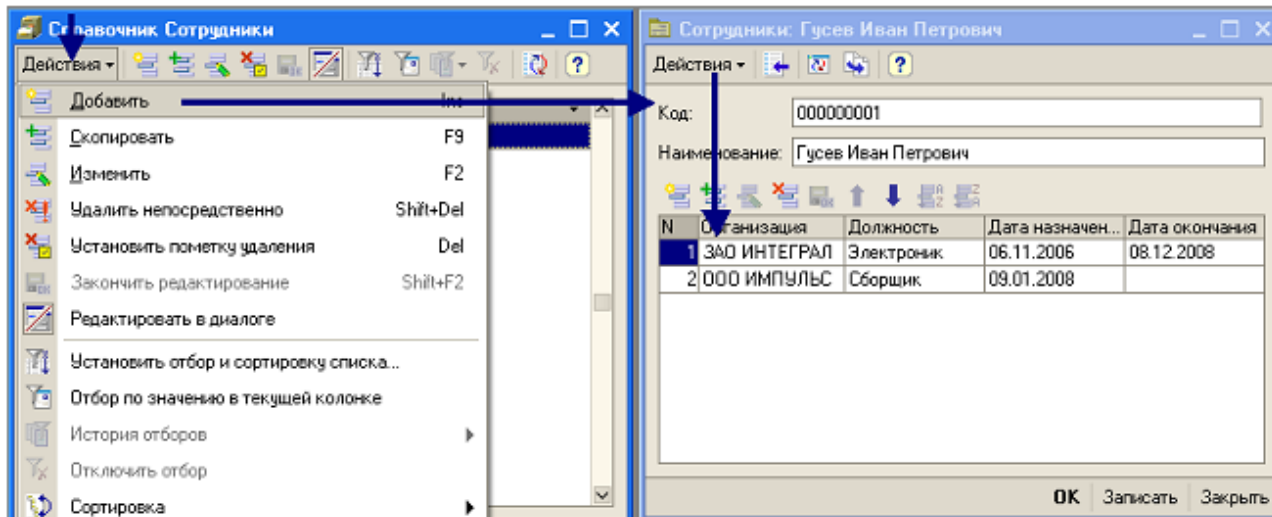 Справочник Сотрудники
Действия
Добавить Ins
Скопировать F9
Изменить F2
Удалить непосредственно Shift+Del
Установить пометку удаления Del
Закончить редактирование Shift+F2
Редактировать в диалоге
Установить отбор и сортировку списка...
Отбор по значению в текущей колонке
История отборов
Отключить отбор
Сортировка
Сотрудники: Гусев Иван Петрович
Действия
Код: 000000001
Наименование: Гусев Иван Петрович
N Организация Должность Дата назначен... Дата окончания
1 ЗАО ИНТЕГРАЛ Электроник 06.11.2006 08.12.2008
2 ООО ИМПУЛЬС Сборщик 09.01.2008
OK Записать Закрыть